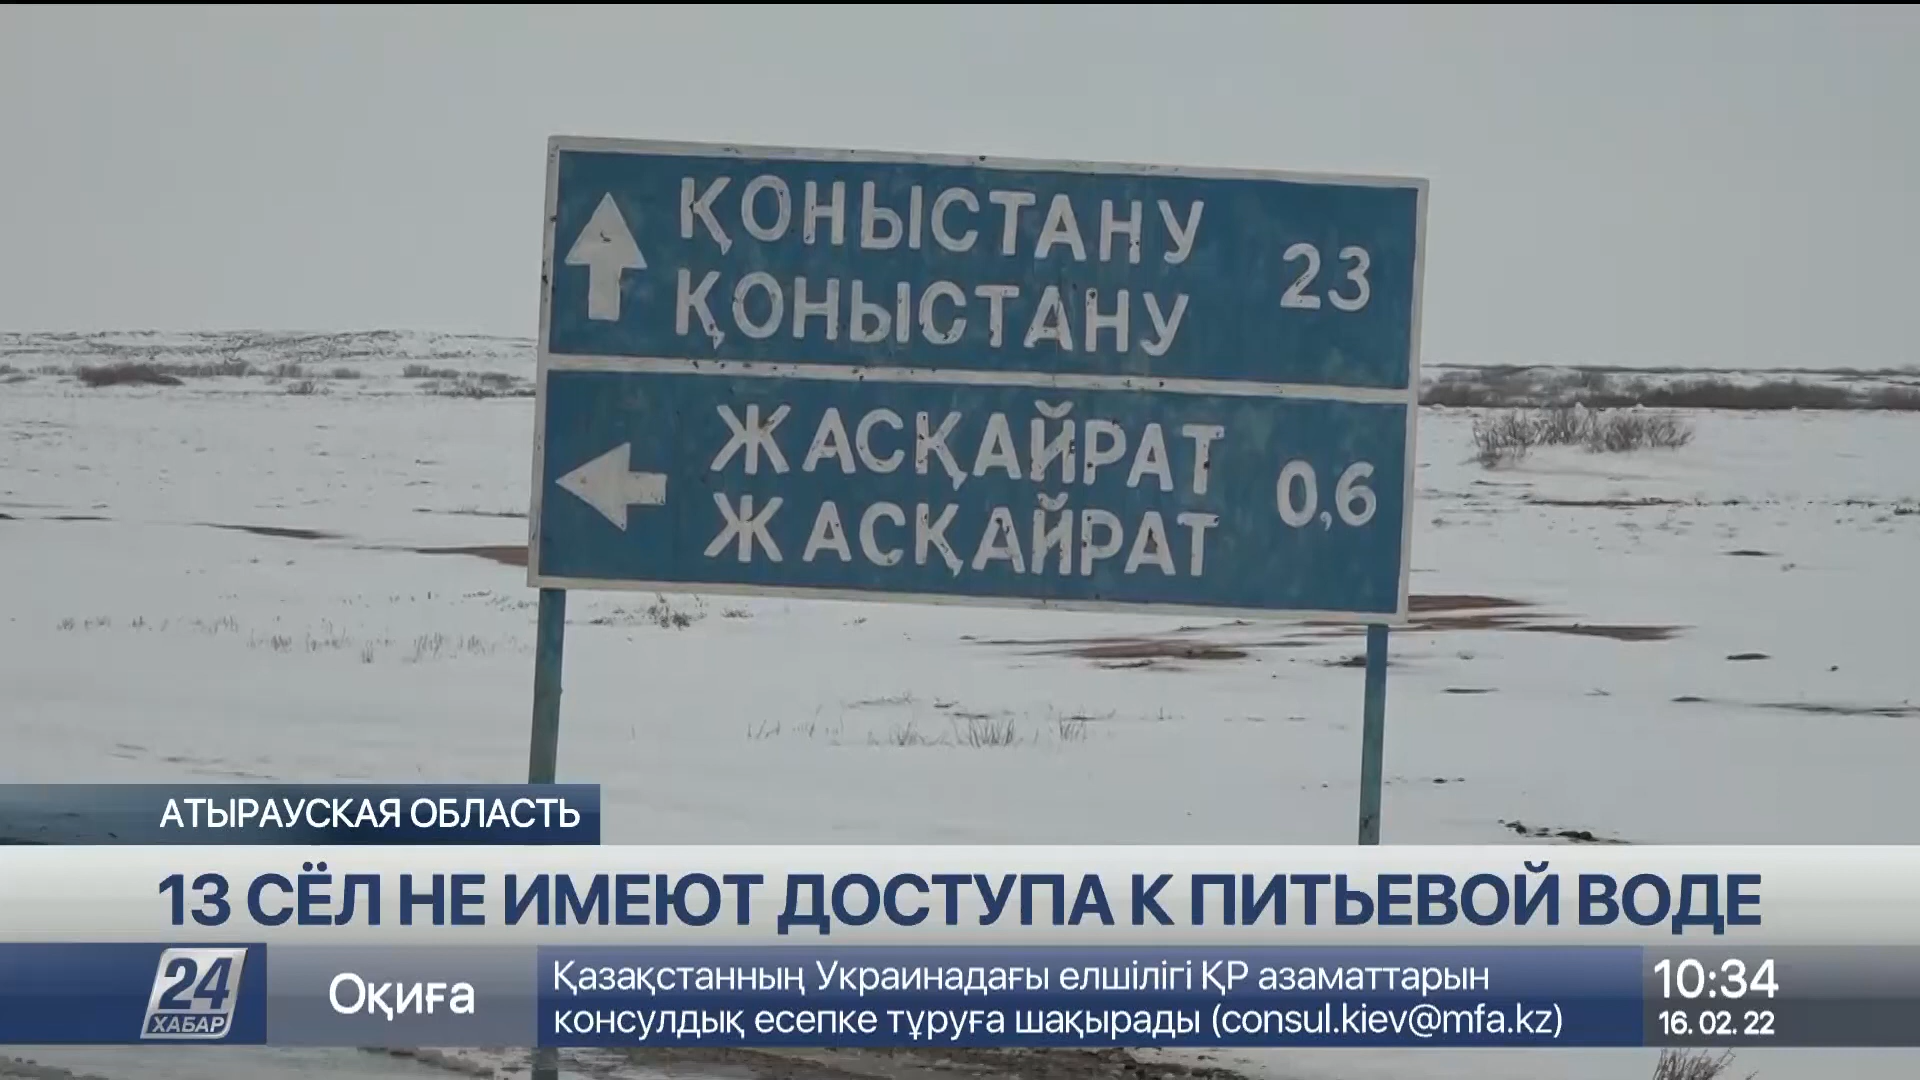 ҚОНЫСТАНУ
ҚОНЫСТАНУ
23
ЖАСҚАЙРАТ
ЖАСҚАЙРАТ
0,6
АТЫРАУСКАЯ ОБЛАСТЬ
13 СЁЛ НЕ ИМЕЮТ ДОСТУПА К ПИТЬЕВОЙ ВОДЕ
24
ХАБАР
Оқиға
Қазақстанның Украинадағы елшілігі ҚР азаматтарын
консулдық есепке тұруға шақырады (consul.kiev@mfa.kz)
10:34
16. 02. 22